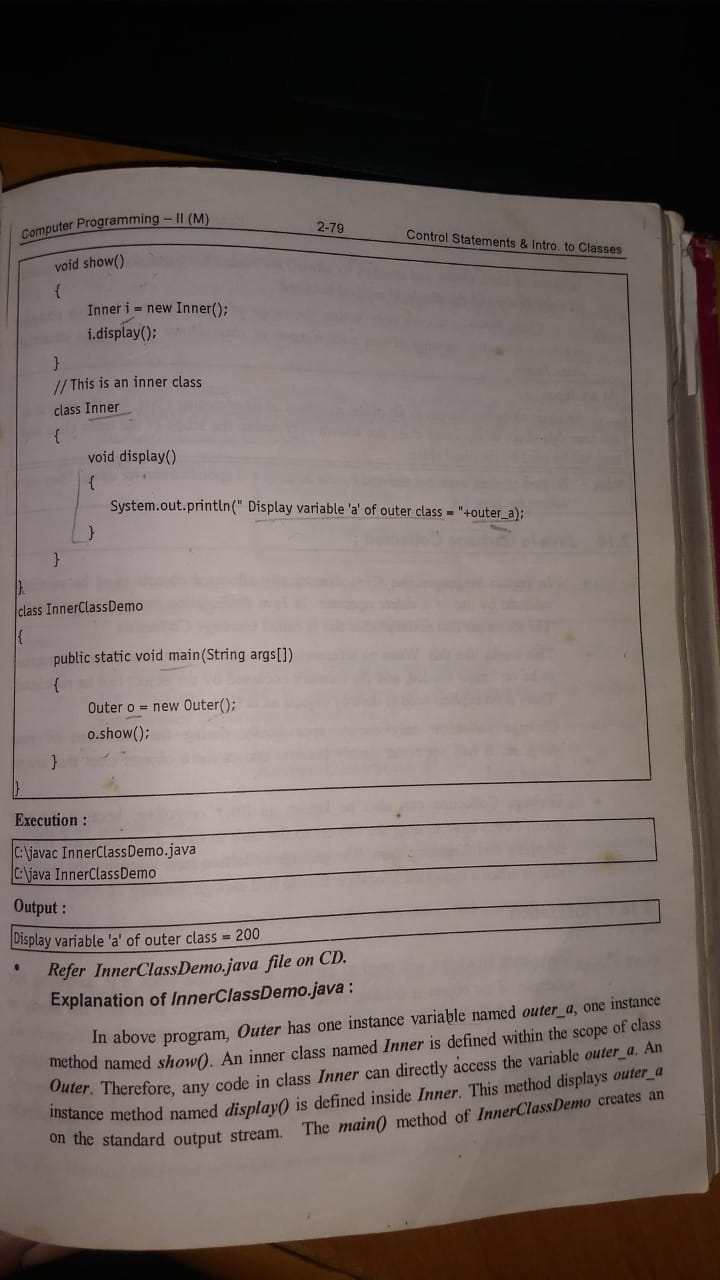 Computer Programming – II (M) 2-79 Control Statements & Intro. to Classes
void show()
{
Inner i = new Inner();
i.display();
}
// This is an inner class
class Inner
{
void display()
{
System.out.println(" Display variable 'a' of outer class = "+outer_a);
}
}
}
class InnerClassDemo
{
public static void main(String args[])
{
Outer o = new Outer();
o.show();
}
}
Execution :
C:\javac InnerClassDemo.java
C:\java InnerClassDemo
Output :
Display variable 'a' of outer class = 200
• Refer InnerClassDemo.java file on CD.
Explanation of InnerClassDemo.java :
In above program, Outer has one instance variable named outer_a, one instance
method named show(). An inner class named Inner is defined within the scope of class
Outer. Therefore, any code in class Inner can directly access the variable outer_a. An
instance method named display() is defined inside Inner. This method displays outer_a
on the standard output stream. The main() method of InnerClassDemo creates an